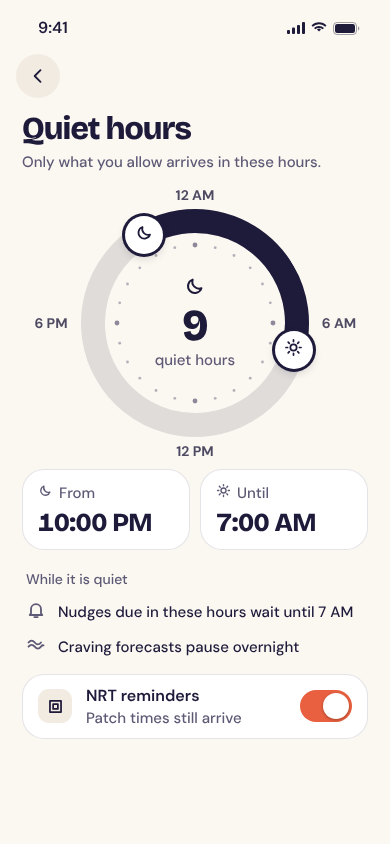 9:41
Quiet hours
Only what you allow arrives in these hours.
12 AM
6 PM
9
quiet hours
6 AM
12 PM
From
10:00 PM
Until
7:00 AM
While it is quiet
Nudges due in these hours wait until 7 AM
Craving forecasts pause overnight
NRT reminders
Patch times still arrive